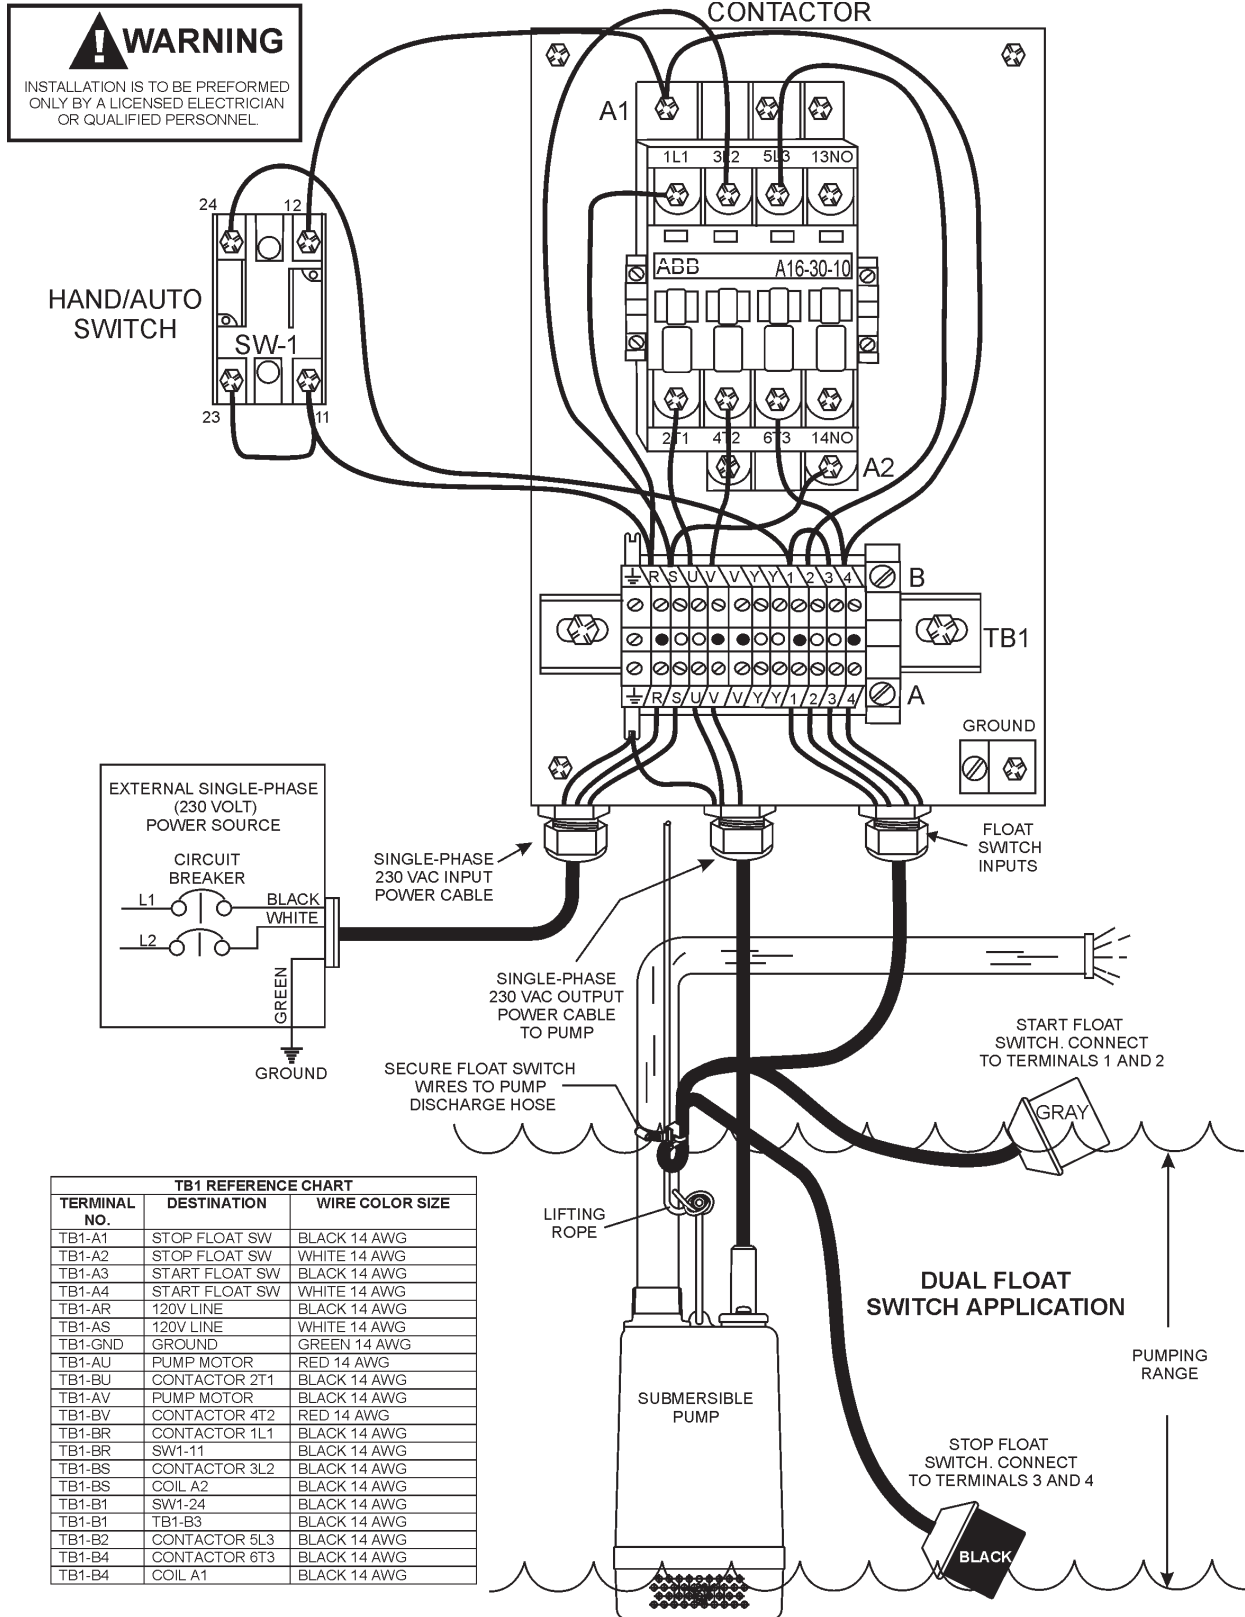 CONTACTOR
WARNING
INSTALLATION IS TO BE PREFORMED
ONLY BY A LICENSED ELECTRICIAN
OR QUALIFIED PERSONNEL.
A1
1L1 3L2 5L3 13NO
24 12
HAND/AUTO
SWITCH
SW-1
23 11
ABB A16-30-10
2T1 4T2 6T3 14NO
A2
R S U V V Y Y 1 2 3 4
B
TB1
R S U V V Y Y 1 2 3 4
A
GROUND
EXTERNAL SINGLE-PHASE
(230 VOLT)
POWER SOURCE
CIRCUIT
BREAKER
L1
BLACK
WHITE
L2
GREEN
GROUND
SINGLE-PHASE
230 VAC INPUT
POWER CABLE
FLOAT
SWITCH
INPUTS
SINGLE-PHASE
230 VAC OUTPUT
POWER CABLE
TO PUMP
START FLOAT
SWITCH. CONNECT
TO TERMINALS 1 AND 2
SECURE FLOAT SWITCH
WIRES TO PUMP
DISCHARGE HOSE
GRAY
LIFTING
ROPE
DUAL FLOAT
SWITCH APPLICATION
PUMPING
RANGE
SUBMERSIBLE
PUMP
STOP FLOAT
SWITCH. CONNECT
TO TERMINALS 3 AND 4
BLACK
TB1 REFERENCE CHART
TERMINAL NO. DESTINATION WIRE COLOR SIZE
TB1-A1 STOP FLOAT SW BLACK 14 AWG
TB1-A2 STOP FLOAT SW WHITE 14 AWG
TB1-A3 START FLOAT SW BLACK 14 AWG
TB1-A4 START FLOAT SW WHITE 14 AWG
TB1-AR 120V LINE BLACK 14 AWG
TB1-AS 120V LINE WHITE 14 AWG
TB1-GND GROUND GREEN 14 AWG
TB1-AU PUMP MOTOR RED 14 AWG
TB1-BU CONTACTOR 2T1 BLACK 14 AWG
TB1-AV PUMP MOTOR BLACK 14 AWG
TB1-BV CONTACTOR 4T2 RED 14 AWG
TB1-BR CONTACTOR 1L1 BLACK 14 AWG
TB1-BR SW1-11 BLACK 14 AWG
TB1-BS CONTACTOR 3L2 BLACK 14 AWG
TB1-BS COIL A2 BLACK 14 AWG
TB1-B1 SW1-24 BLACK 14 AWG
TB1-B1 TB1-B3 BLACK 14 AWG
TB1-B2 CONTACTOR 5L3 BLACK 14 AWG
TB1-B4 CONTACTOR 6T3 BLACK 14 AWG
TB1-B4 COIL A1 BLACK 14 AWG